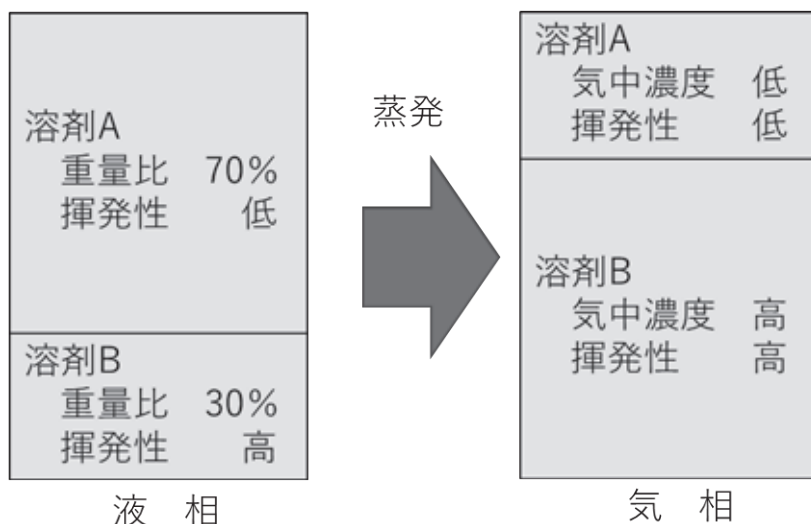 溶剤A
重量比 70%
揮発性 低
溶剤B
重量比 30%
揮発性 高
液 相
蒸発
溶剤A
気中濃度 低
揮発性 低
溶剤B
気中濃度 高
揮発性 高
気 相